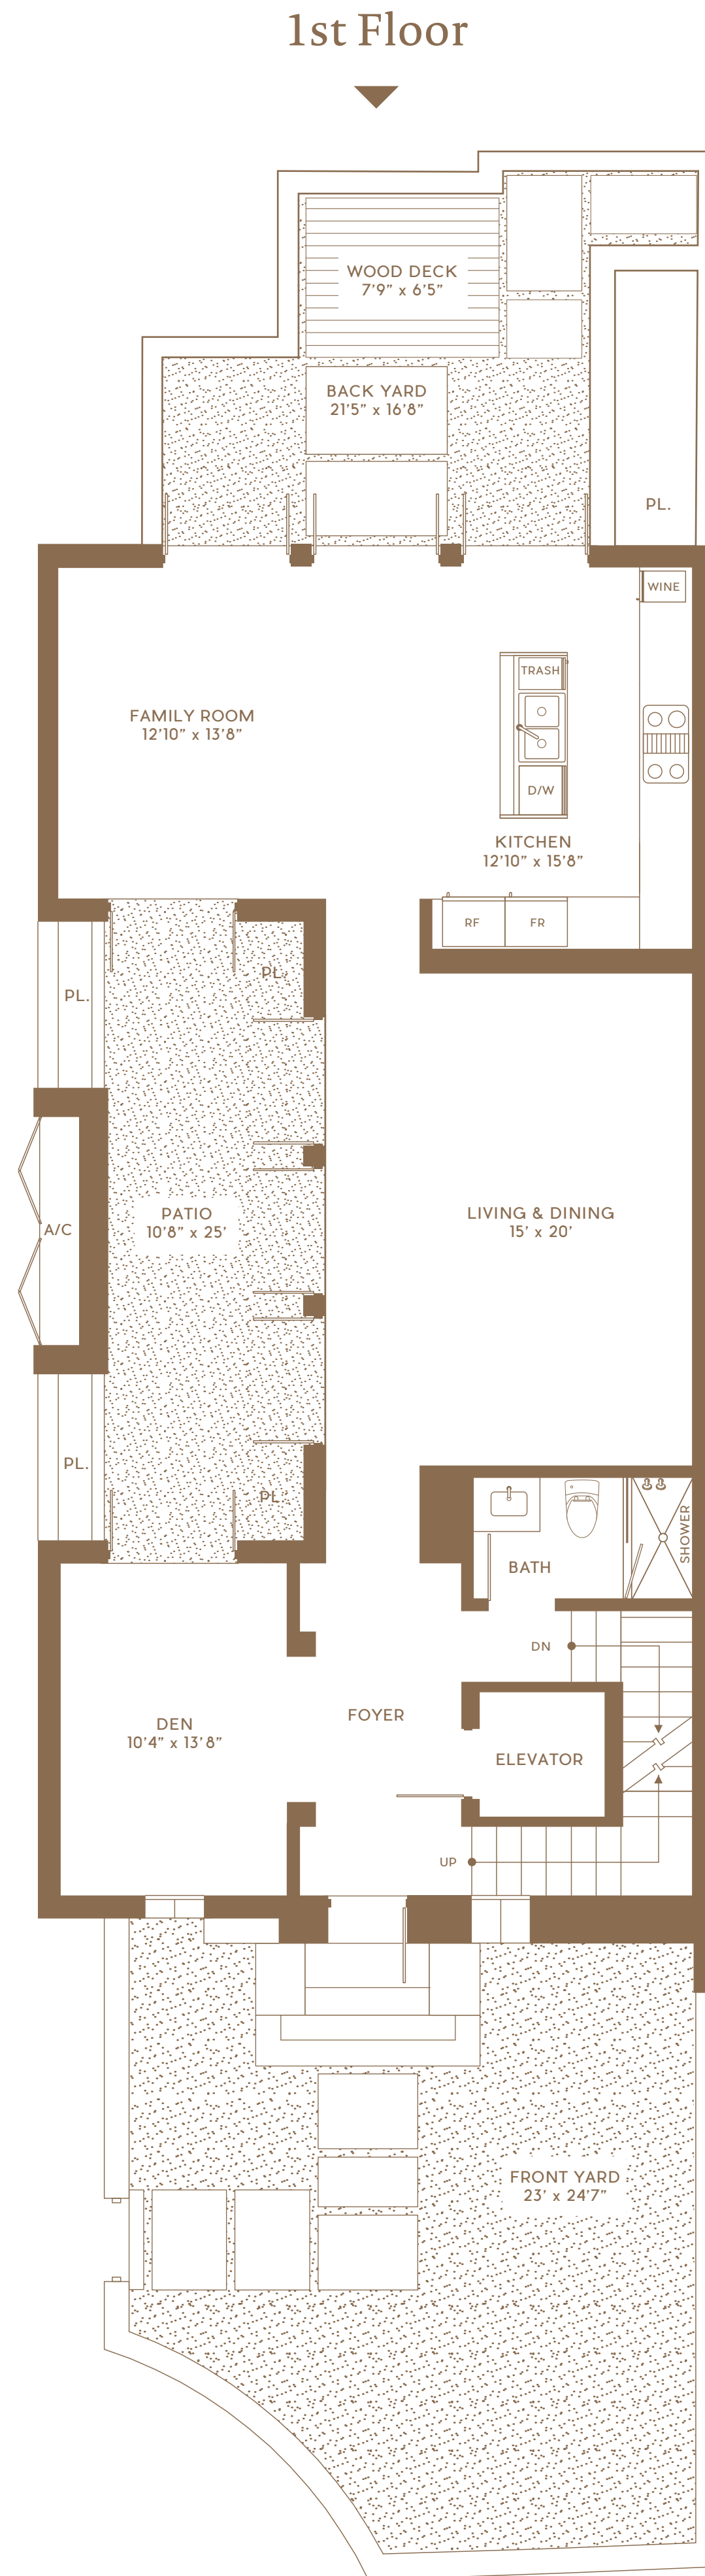 1st Floor
WOOD DECK
7’9” x 6’5”
BACK YARD
21’5” x 16’8”
PL.
WINE
TRASH
FAMILY ROOM
12’10” x 13’8”
D/W
KITCHEN
12’10” x 15’8”
RF
FR
PL.
PL.
PATIO
10’8” x 25’
LIVING & DINING
15’ x 20’
A/C
PL.
PL.
SHOWER
BATH
DN
FOYER
DEN
10’4” x 13’8”
ELEVATOR
UP
FRONT YARD
23’ x 24’7”